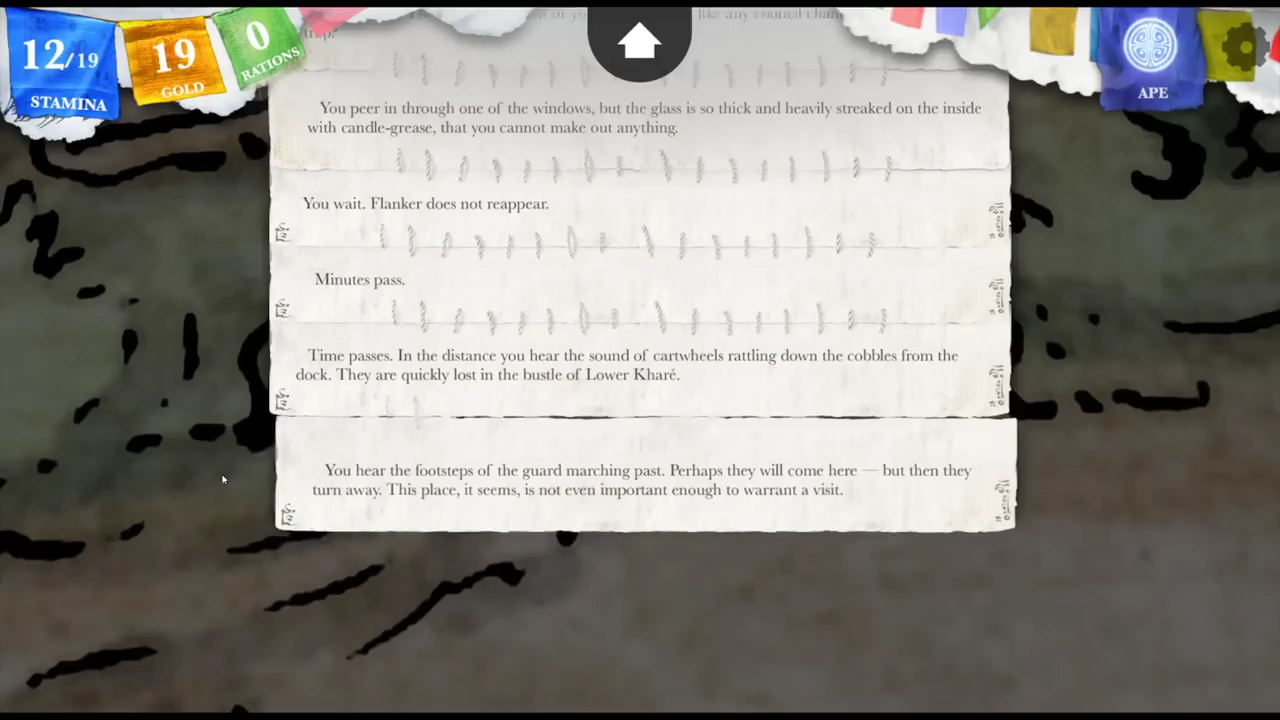 12/19
STAMINA
19
GOLD
0
RATIONS
APE
trap?
You peer in through one of the windows, but the glass is so thick and heavily streaked on the inside
with candle-grease, that you cannot make out anything.
You wait. Flanker does not reappear.
Minutes pass.
Time passes. In the distance you hear the sound of cartwheels rattling down the cobbles from the
dock. They are quickly lost in the bustle of Lower Kharé.
You hear the footsteps of the guard marching past. Perhaps they will come here — but then they
turn away. This place, it seems, is not even important enough to warrant a visit.